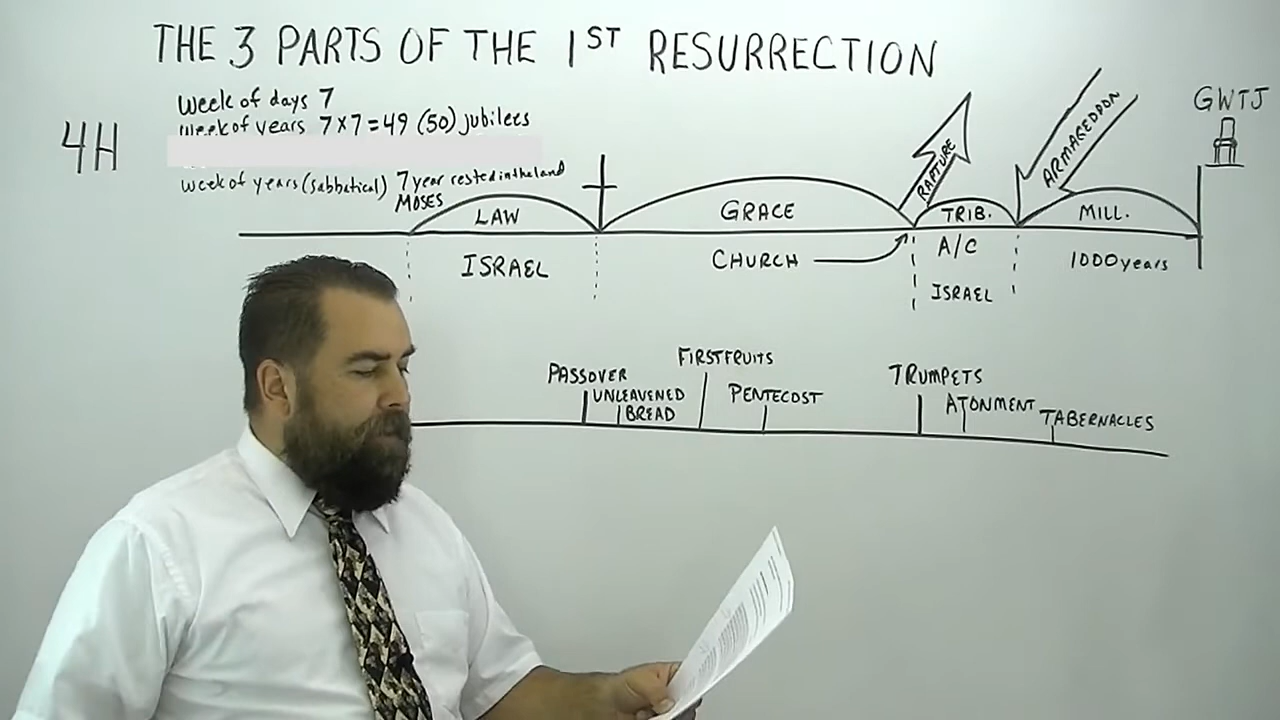 THE 3 PARTS OF THE 1ST RESURRECTION
4H
week of days 7
week of years 7x7=49 (50) jubilees
week of years (sabbatical) 7 year rested in the land
MOSES
LAW
GRACE
RAPTURE
TRIB.
ARMAGEDDON
MILL.
GWTJ
ISRAEL
CHURCH
A/C
ISRAEL
1000 years
PASSOVER
UNLEAVENED
BREAD
FIRSTFRUITS
PENTECOST
TRUMPETS
ATONMENT
TABERNACLES